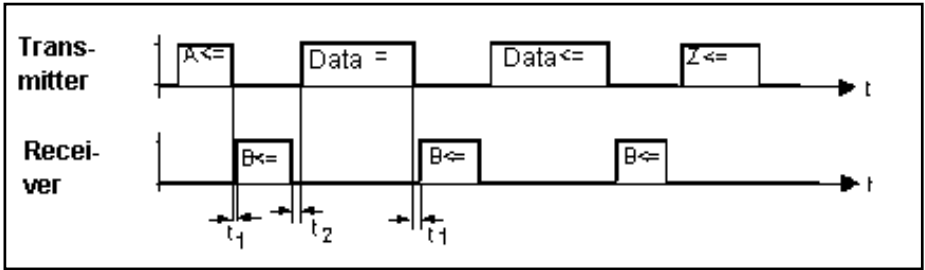 Trans-
mitter
A<=
Data =
Data<=
Z<=
t
Recei-
ver
B<=
B<=
B<=
t
t1
t2
t1